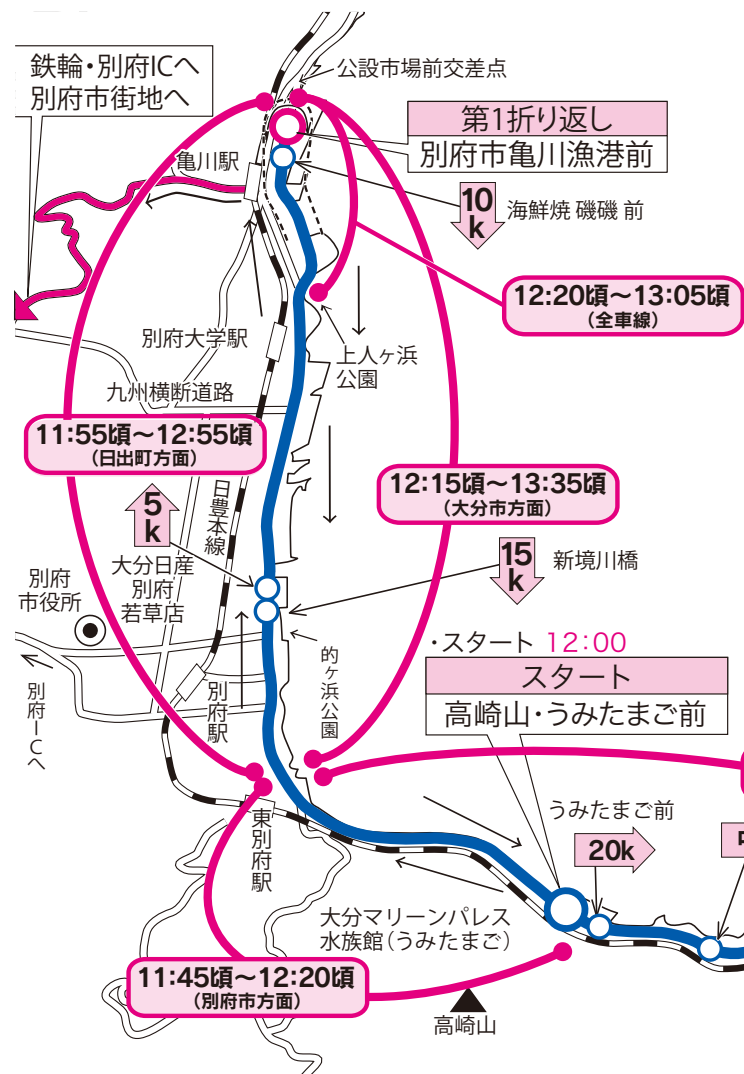 鉄輪・別府ICへ
別府市街地へ
公設市場前交差点
第1折り返し
別府市亀川漁港前
亀川駅
10
k
海鮮焼 磯磯 前
12:20頃～13:05頃
(全車線)
別府大学駅
上人ヶ浜
公園
九州横断道路
11:55頃～12:55頃
(日出町方面)
12:15頃～13:35頃
(大分市方面)
5
k
日豊本線
大分日産
別府
若草店
15
k
新境川橋
別府
市役所
・スタート 12:00
スタート
高崎山・うみたまご前
的ヶ浜公園
別府ICへ
別府駅
東別府駅
うみたまご前
20k
大分マリーンパレス
水族館(うみたまご)
11:45頃～12:20頃
(別府市方面)
高崎山